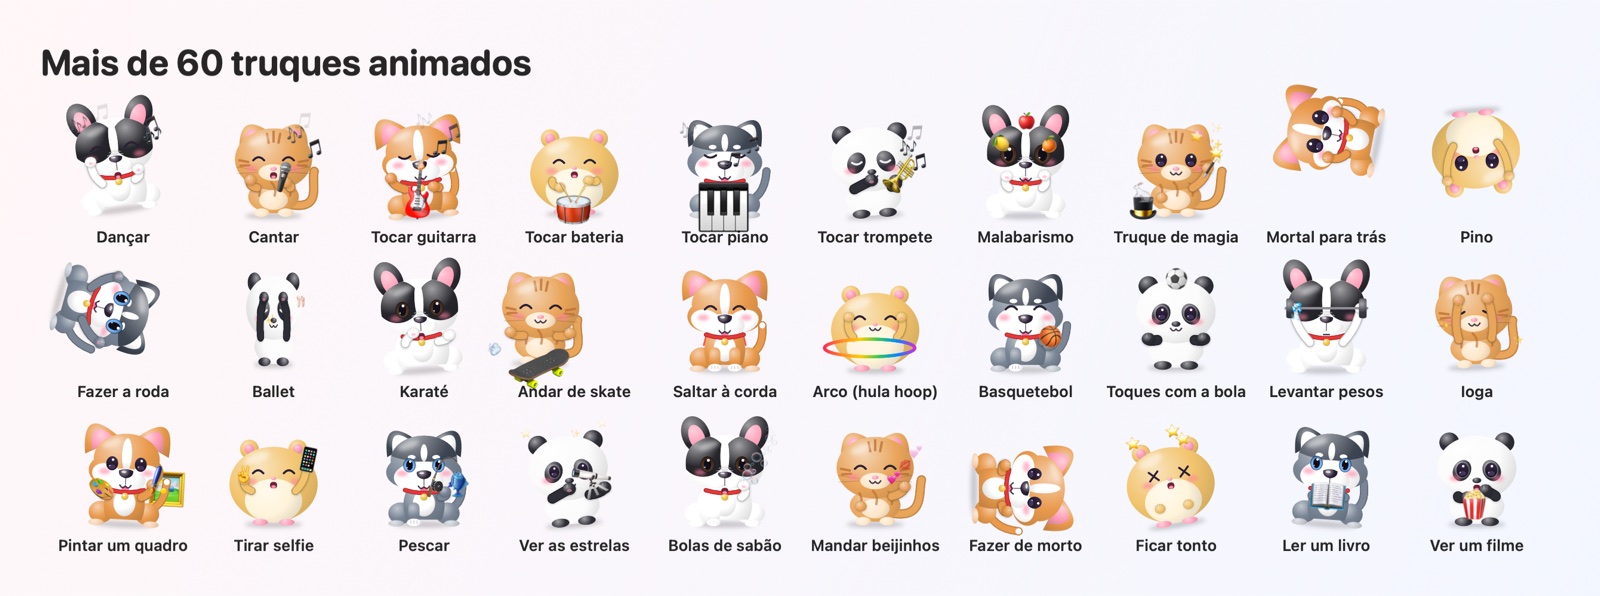 Mais de 60 truques animados
Dançar
Cantar
Tocar guitarra
Tocar bateria
Tocar piano
Tocar trompete
Malabarismo
Truque de magia
Mortal para trás
Pino
Fazer a roda
Ballet
Karaté
Andar de skate
Saltar à corda
Arco (hula hoop)
Basquetebol
Toques com a bola
Levantar pesos
Ioga
Pintar um quadro
Tirar selfie
Pescar
Ver as estrelas
Bolas de sabão
Mandar beijinhos
Fazer de morto
Ficar tonto
Ler um livro
Ver um filme